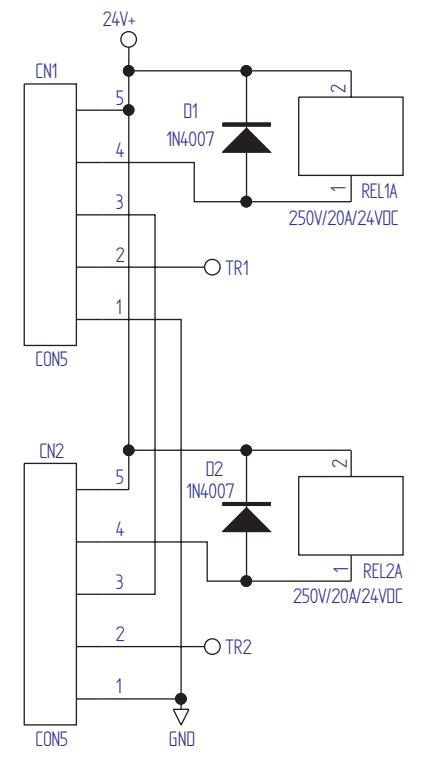 24V+
CN1
5
D1
1N4007
2
4
3
1
REL1A
250V/20A/24VDC
2
TR1
1
CON5
CN2
5
D2
1N4007
2
4
1
REL2A
3
250V/20A/24VDC
2
TR2
1
CON5
GND